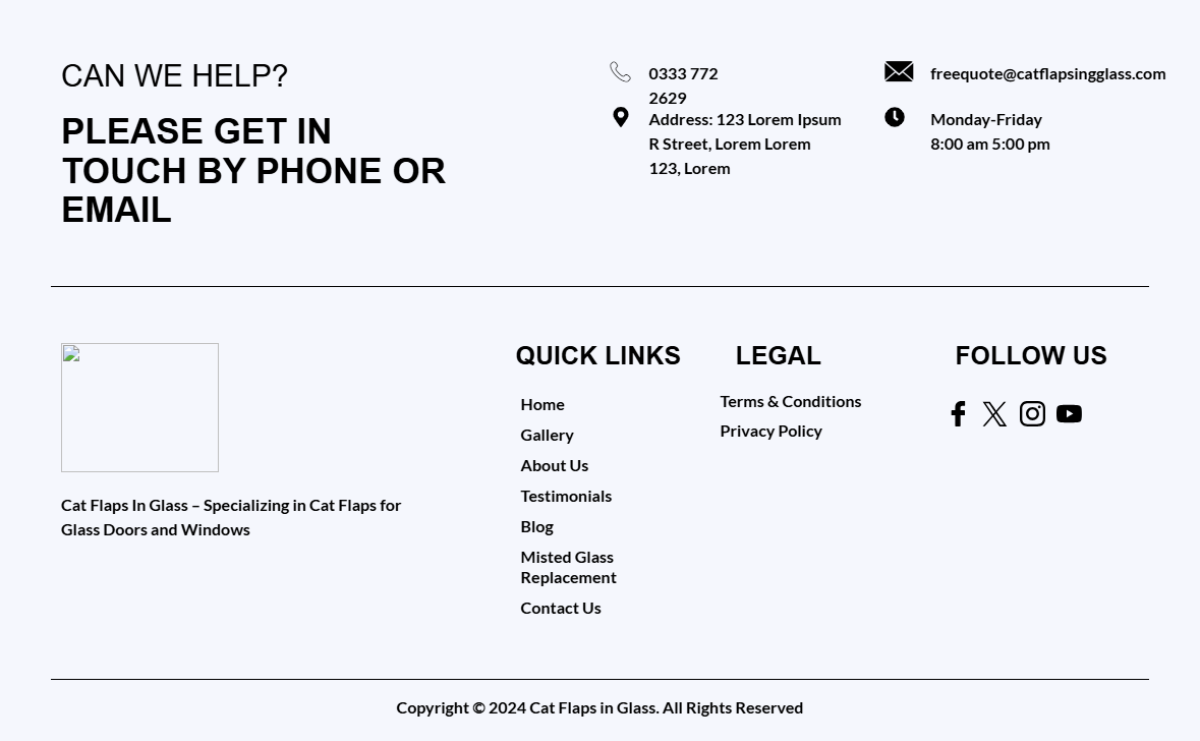 CAN WE HELP?
PLEASE GET IN
TOUCH BY PHONE OR
EMAIL
0333 772
2629
Address: 123 Lorem Ipsum
R Street, Lorem Lorem
123, Lorem
freequote@catflapsingglass.com
Monday-Friday
8:00 am 5:00 pm
Cat Flaps In Glass – Specializing in Cat Flaps for
Glass Doors and Windows
QUICK LINKS
Home
Gallery
About Us
Testimonials
Blog
Misted Glass
Replacement
Contact Us
LEGAL
Terms & Conditions
Privacy Policy
FOLLOW US
Copyright © 2024 Cat Flaps in Glass. All Rights Reserved